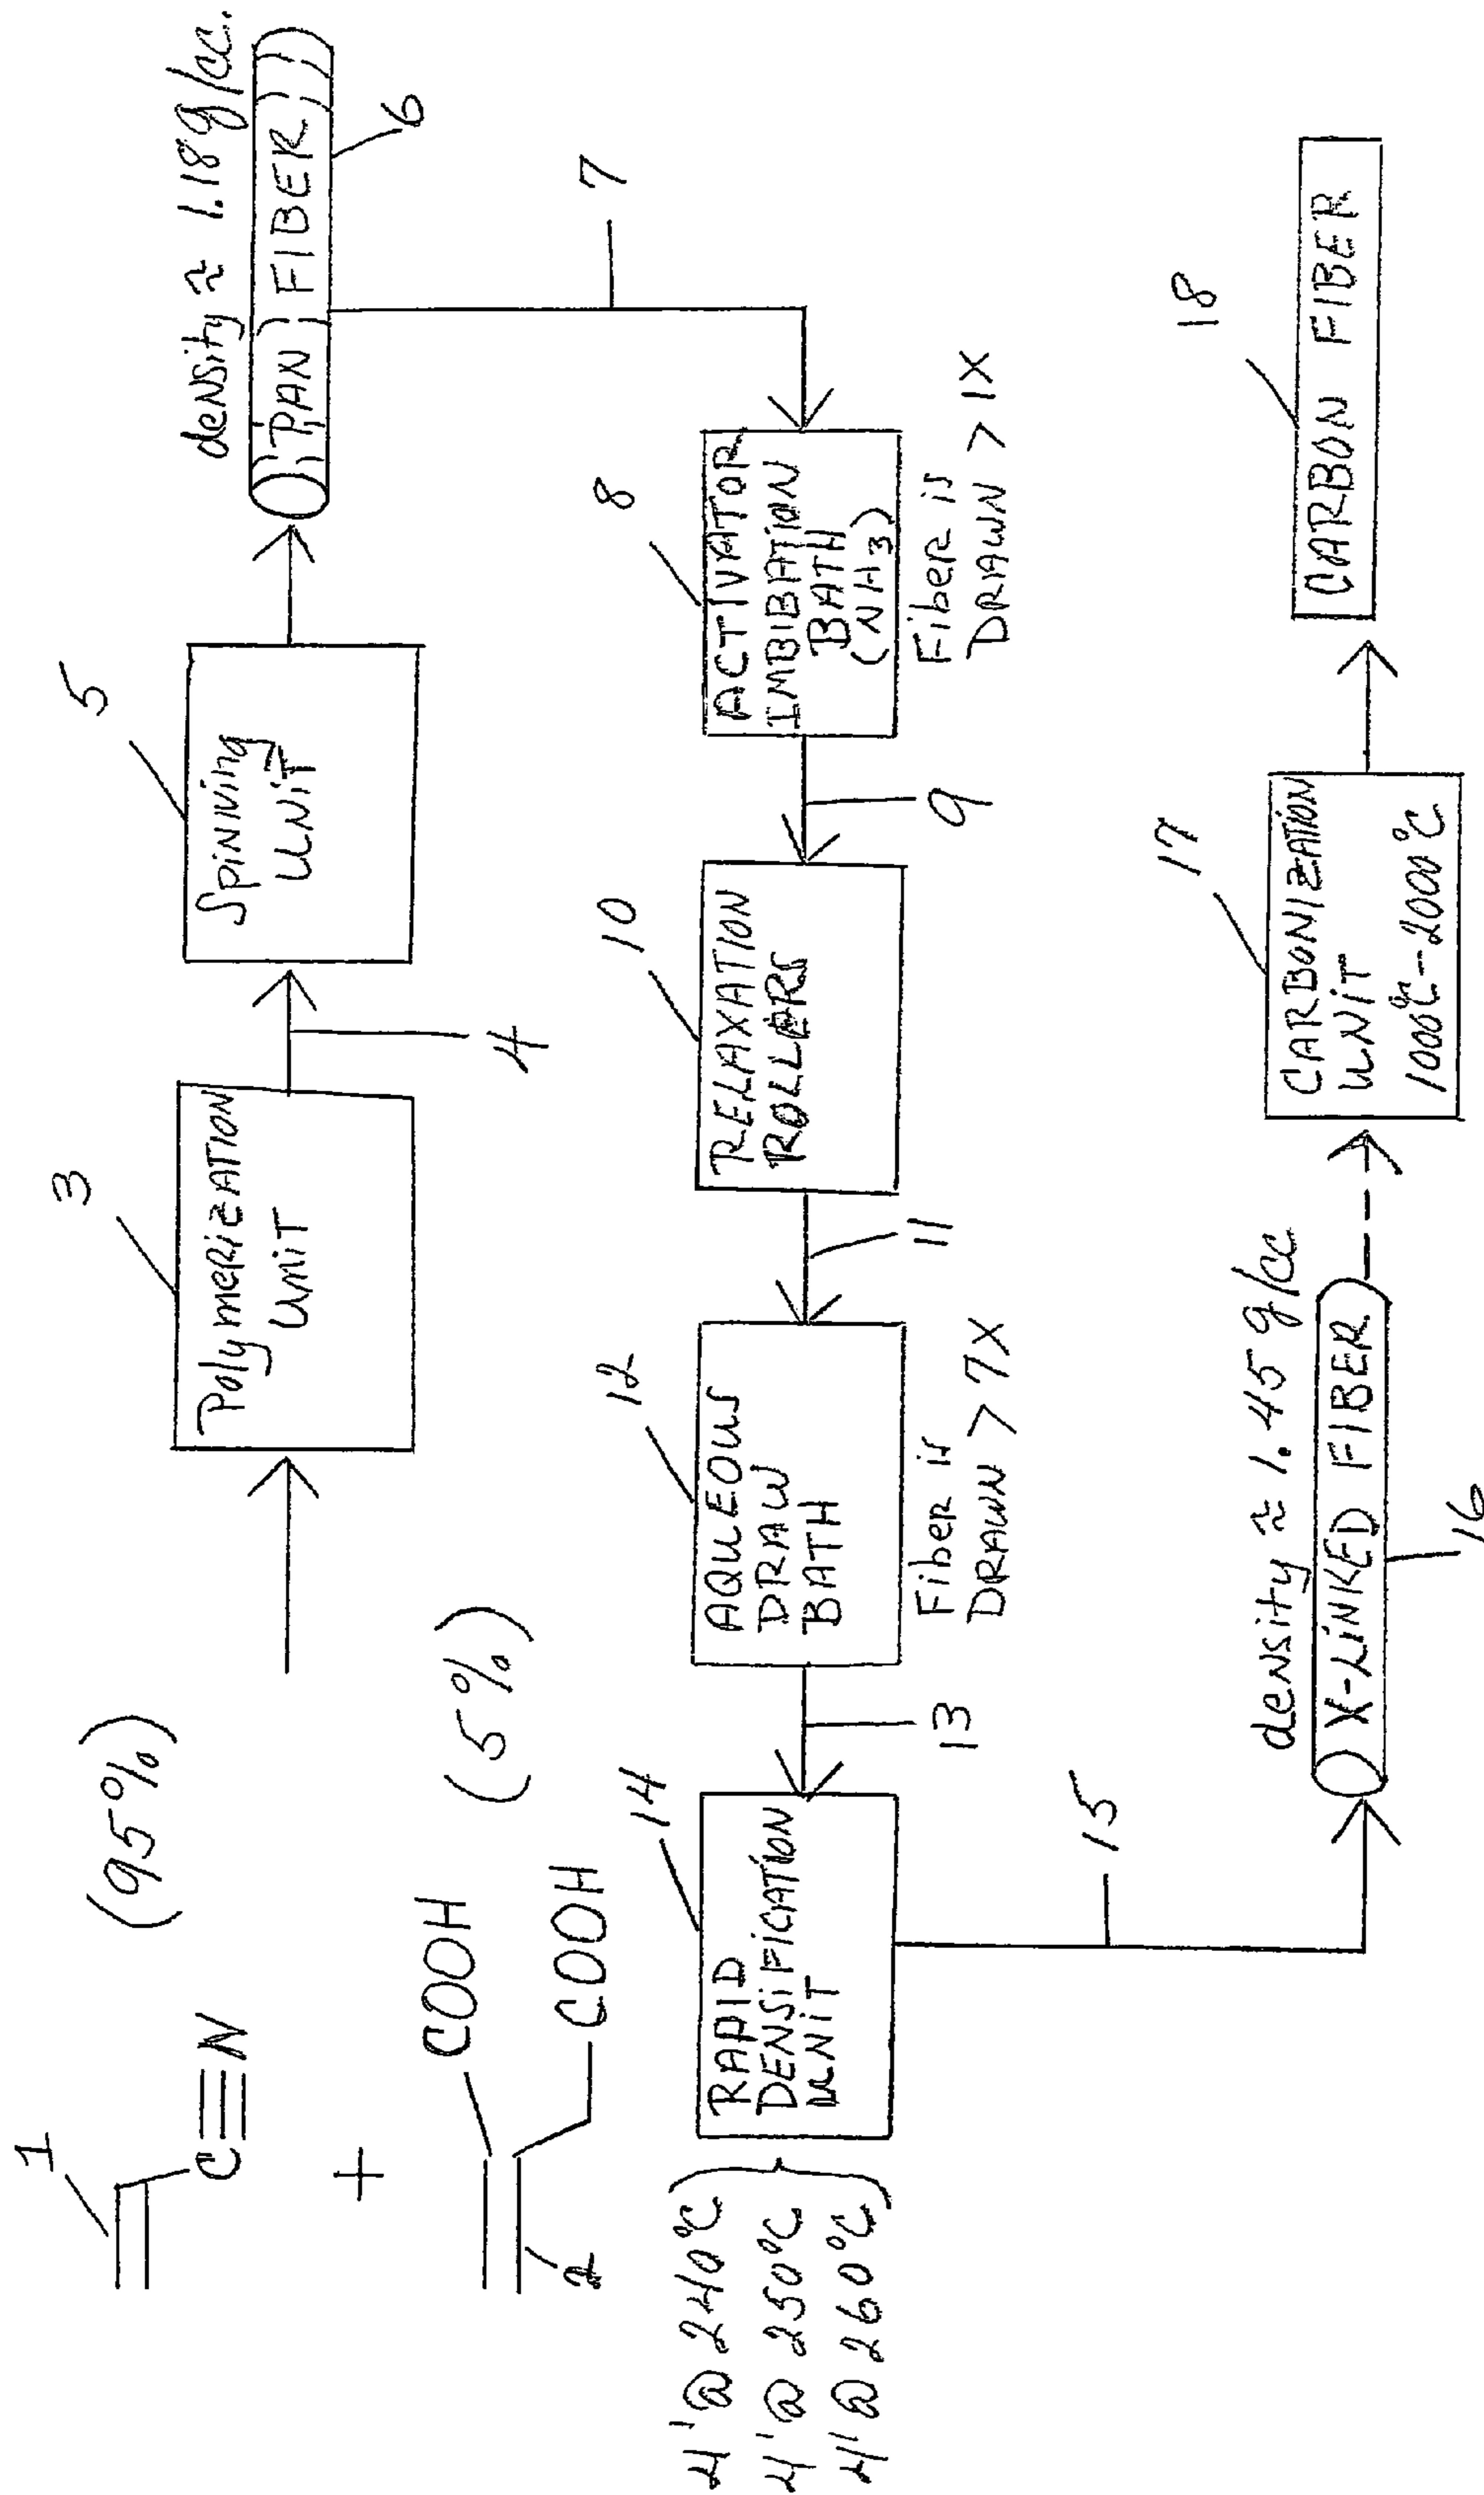 1
(95%)
C≡N
+
COOH
(5%)
COOH
2
3
Polymerization
Unit
4
5
Spinning
Unit
density ≈ 1.18g/cc.
PAN FIBER
6
7
8
ACTIVATOR
IMBIBATION
BATH
(NH3)
Fiber is
DRAWN > 1X
9
10
RELAXATION
ROLLERS
11
12
AQUEOUS
DRAW
BATH
Fiber is
DRAWN > 7X
13
14
RAPID
DENSIFICATION
UNIT
4'@ 240°C
4'@ 250°C
4'@ 260°C
15
density ≈ 1.45 g/cc
X-LINKED FIBER
16
17
CARBONIZATION
UNIT
1000°C--2000°C
18
CARBON FIBER